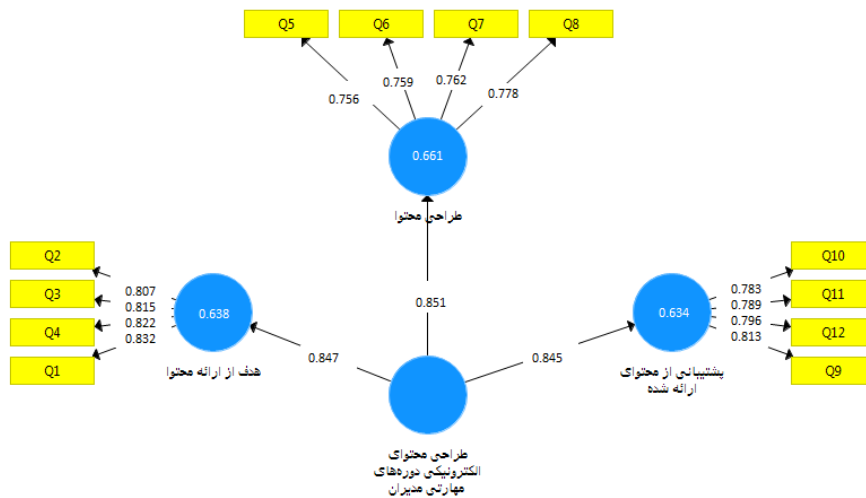 Q5 Q6 Q7 Q8
0.756 0.759 0.762 0.778
0.661
طراحی محتوا
Q2
Q3
Q4
Q1
0.807
0.815
0.822
0.832
0.638
هدف از ارائه محتوا
0.847
0.851
0.845
0.634
پشتیبانی از محتوای
ارائه شده
0.783
0.789
0.796
0.813
Q10
Q11
Q12
Q9
طراحی محتوای
الکترونیکی دوره‌های
مهارتی مدیران